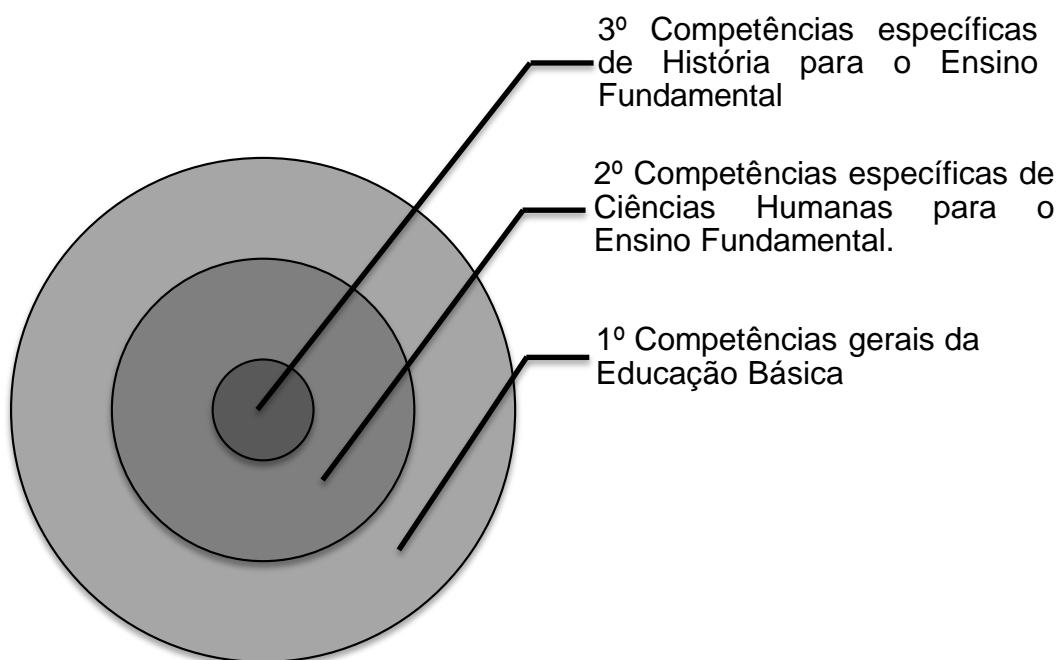 3º Competências específicas
de História para o Ensino
Fundamental
2º Competências específicas de
Ciências Humanas para o
Ensino Fundamental.
1º Competências gerais da
Educação Básica